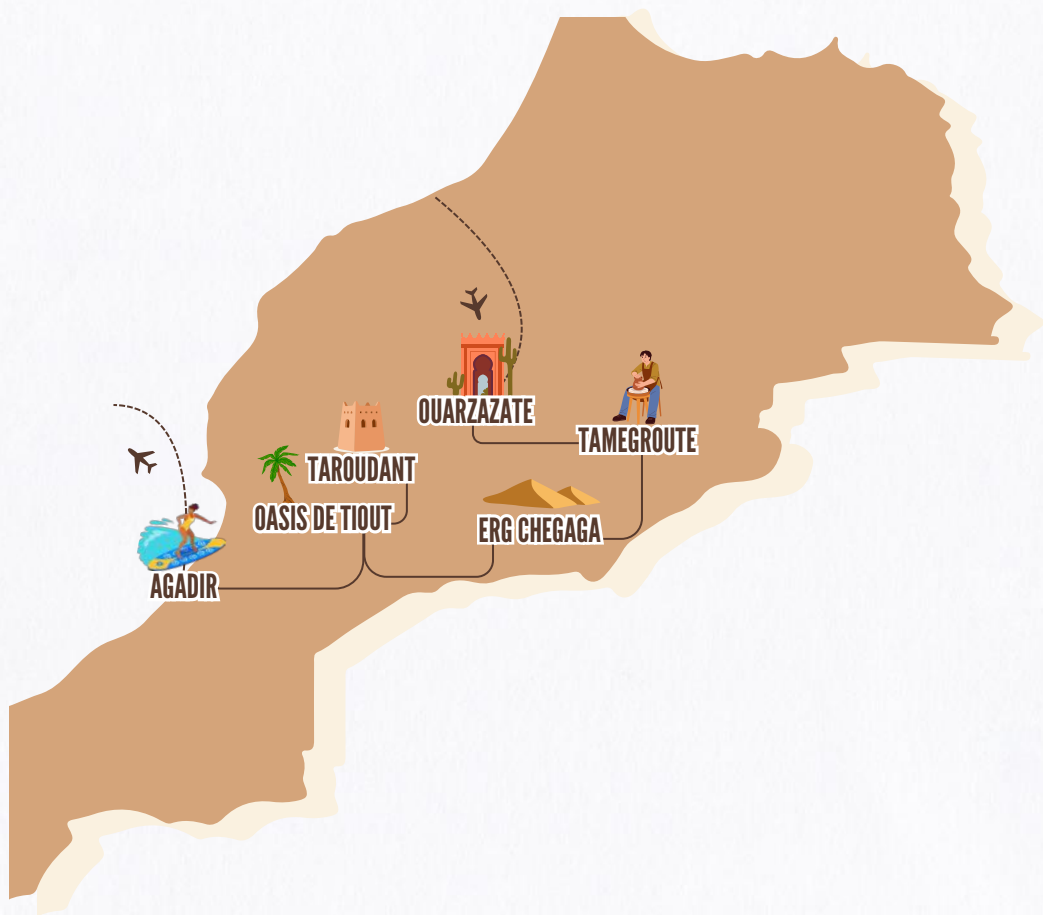 OUARZAZATE
TAMEGROUTE
TAROUDANT
OASIS DE TIOUT
ERG CHEGAGA
AGADIR